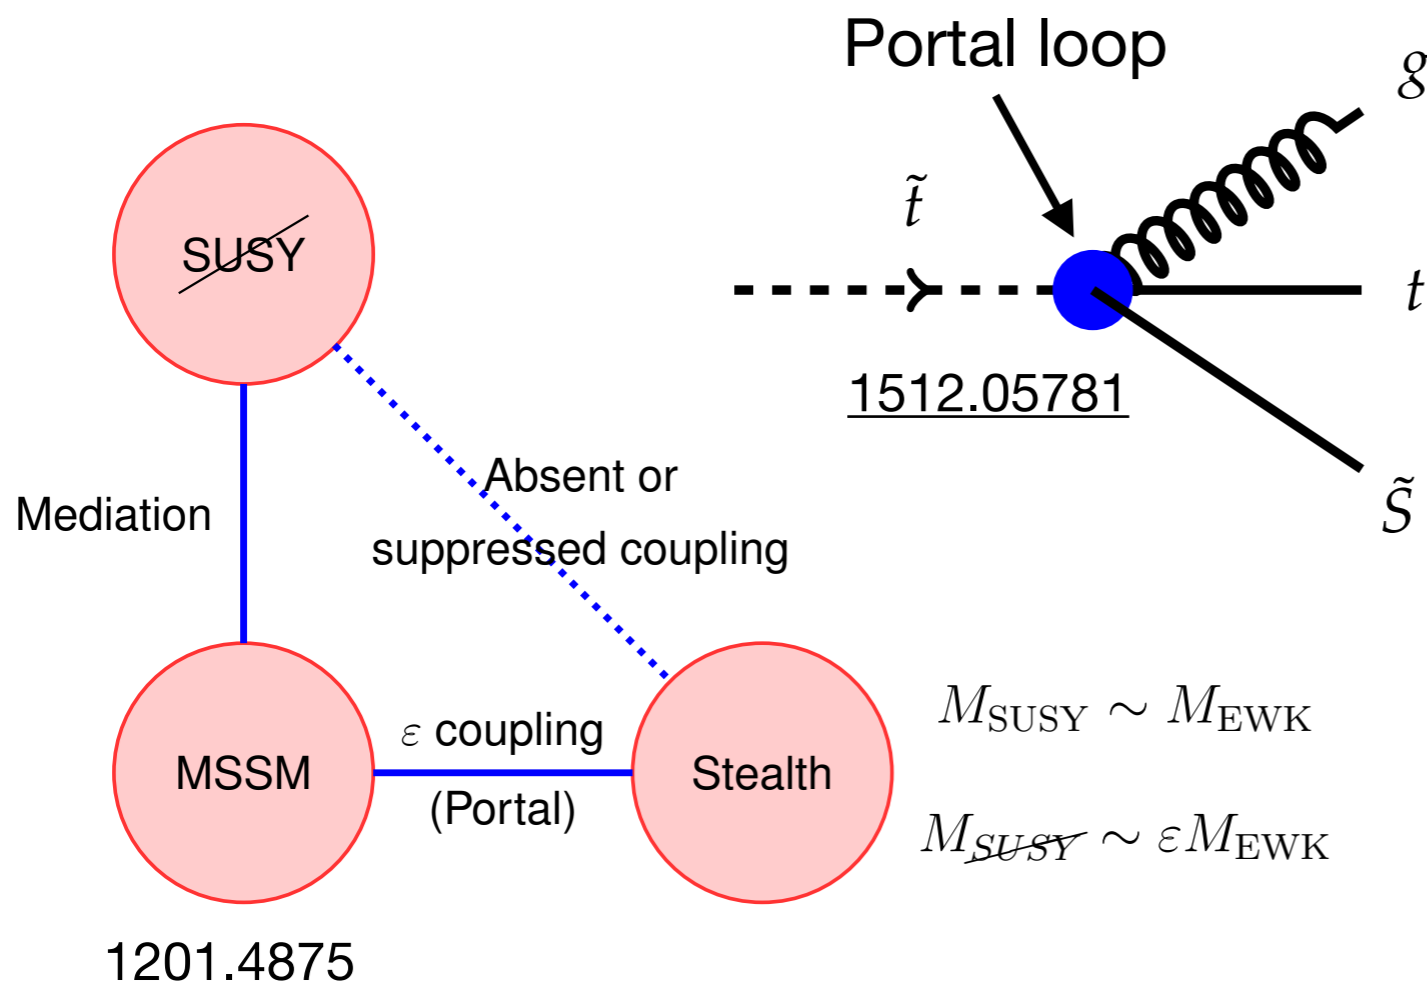 Portal loop
g
t̃
t
1512.05781
S̃
SUSY
Mediation
Absent or
suppressed coupling
MSSM
ε coupling
(Portal)
Stealth
M_SUSY ∼ M_EWK
M_SUSY ∼ εM_EWK
1201.4875